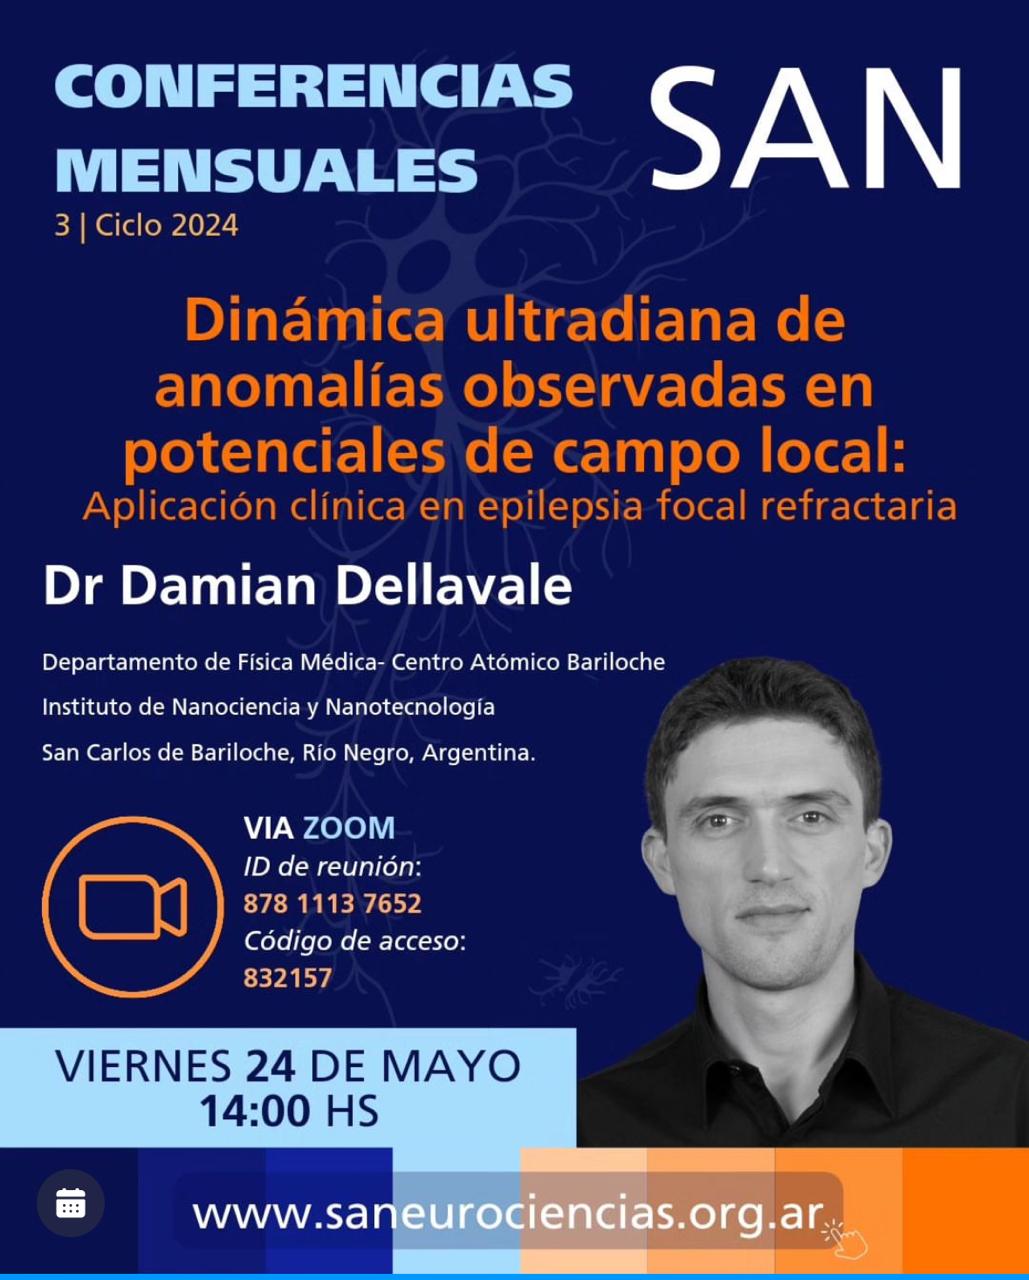 CONFERENCIAS
MENSUALES
SAN
3 | Ciclo 2024
Dinámica ultradiana de
anomalías observadas en
potenciales de campo local:
Aplicación clínica en epilepsia focal refractaria
Dr Damian Dellavale
Departamento de Física Médica- Centro Atómico Bariloche
Instituto de Nanociencia y Nanotecnología
San Carlos de Bariloche, Río Negro, Argentina.
VIA ZOOM
ID de reunión:
878 1113 7652
Código de acceso:
832157
VIERNES 24 DE MAYO
14:00 HS
www.saneurociencias.org.ar